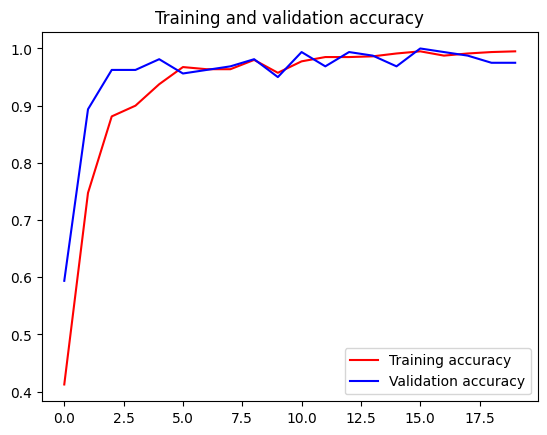 Training and validation accuracy
1.0
0.9
0.8
0.7
0.6
0.5
0.4
Training accuracy
Validation accuracy
0.0 2.5 5.0 7.5 10.0 12.5 15.0 17.5